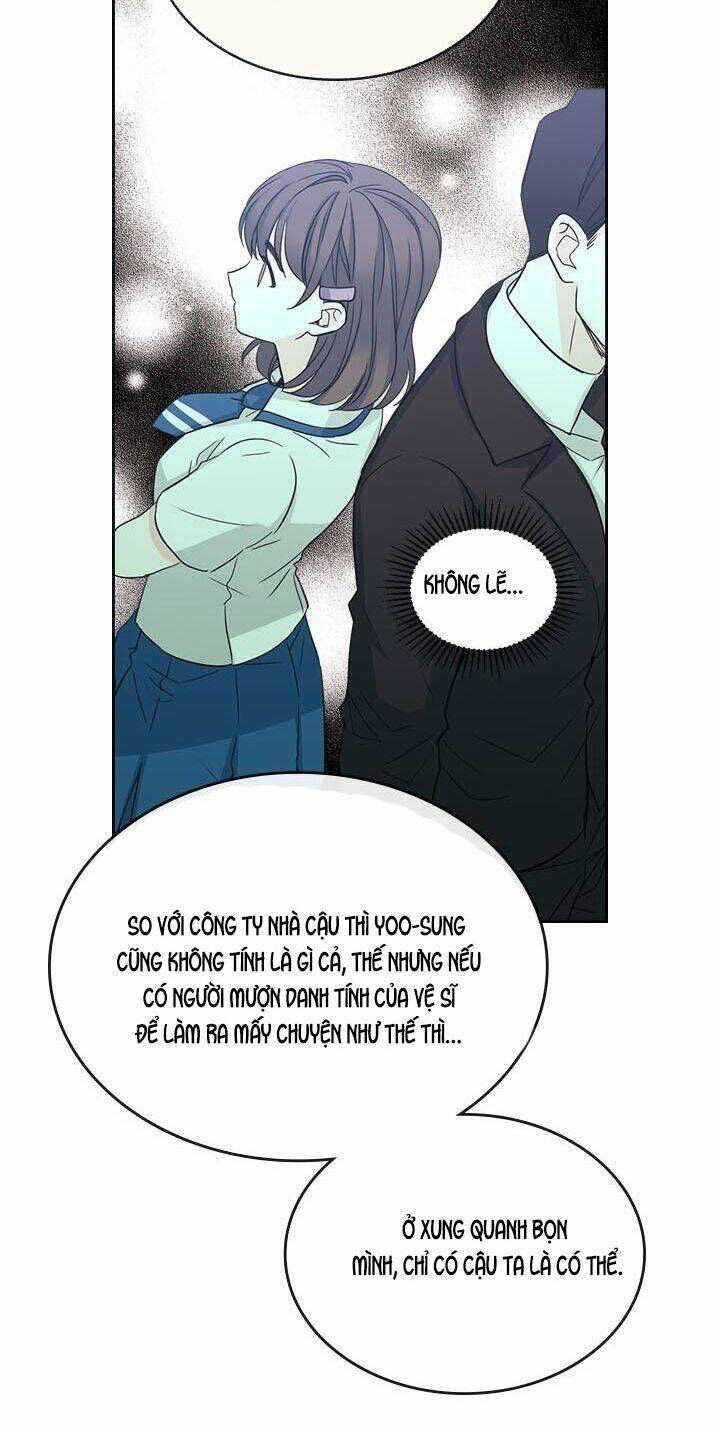 KHÔNG LẼ...
SO VỚI CÔNG TY NHÀ CẬU THÌ YOO-SUNG
CŨNG KHÔNG TÍNH LÀ GÌ CẢ, THẾ NHƯNG NẾU
CÓ NGƯỜI MƯỢN DANH TÍNH CỦA VỆ SĨ
ĐỂ LÀM RA MẤY CHUYỆN NHƯ THẾ THÌ...
Ở XUNG QUANH BỌN
MÌNH, CHỈ CÓ CẬU TA LÀ CÓ THỂ.